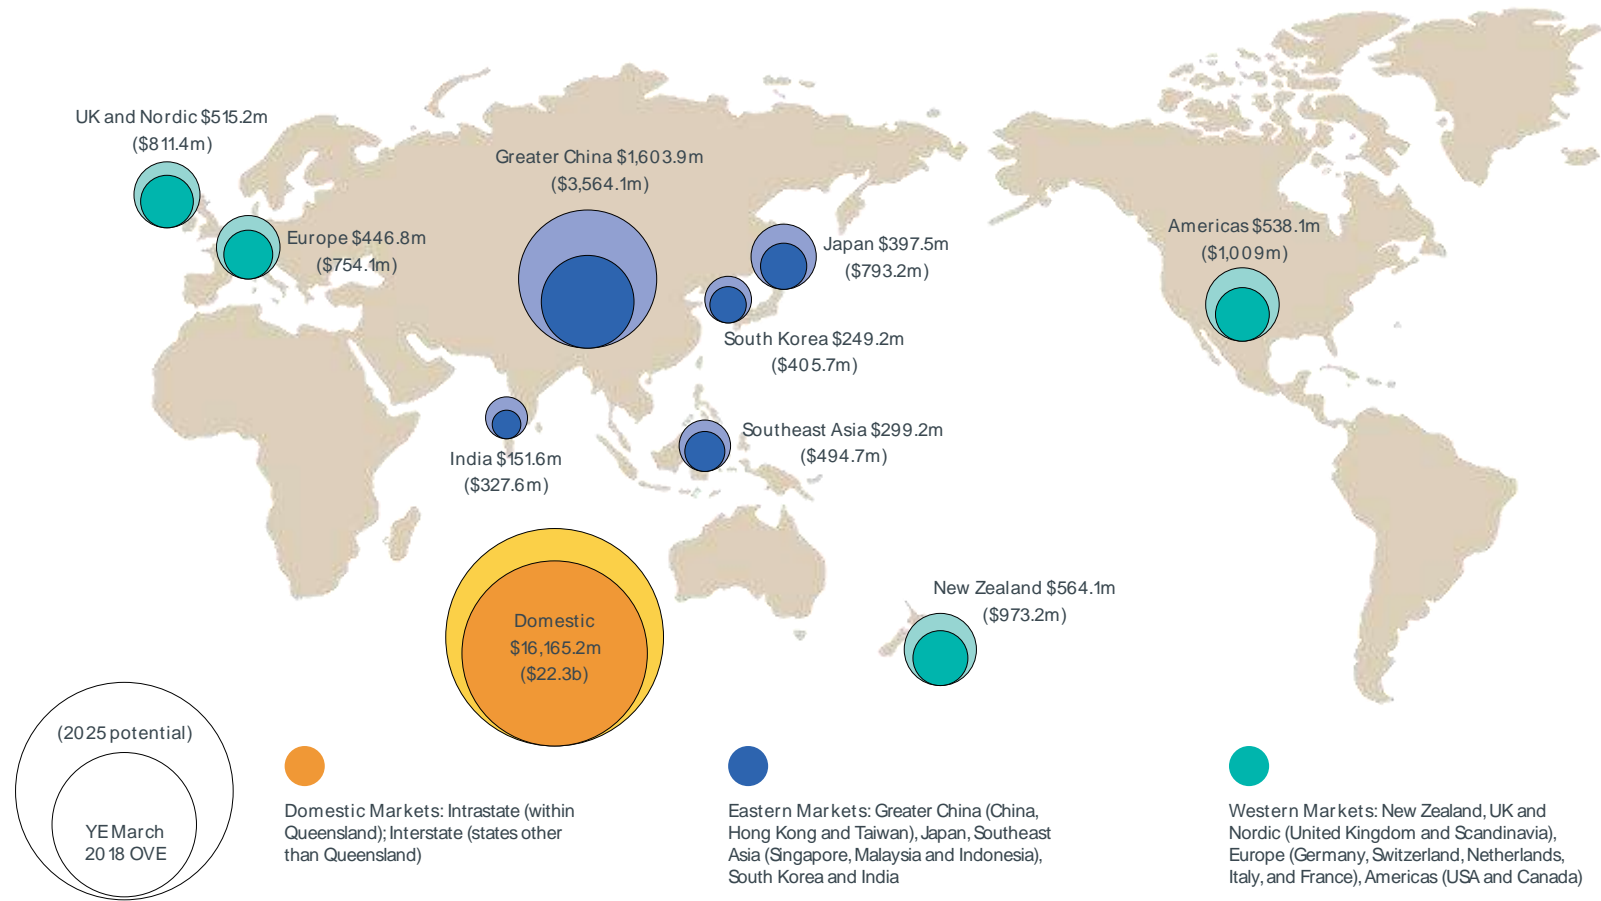 UK and Nordic $515.2m
($811.4m)
Greater China $1,603.9m
($3,564.1m)
Europe $446.8m
($754.1m)
Japan $397.5m
($793.2m)
Americas $538.1m
($1,009m)
South Korea $249.2m
($405.7m)
Southeast Asia $299.2m
($494.7m)
India $151.6m
($327.6m)
New Zealand $564.1m
($973.2m)
Domestic
$16,165.2m
($22.3b)
(2025 potential)
YE March
2018 OVE
Domestic Markets: Intrastate (within
Queensland); Interstate (states other
than Queensland)
Eastern Markets: Greater China (China,
Hong Kong and Taiwan), Japan, Southeast
Asia (Singapore, Malaysia and Indonesia),
South Korea and India
Western Markets: New Zealand, UK and
Nordic (United Kingdom and Scandinavia),
Europe (Germany, Switzerland, Netherlands,
Italy, and France), Americas (USA and Canada)